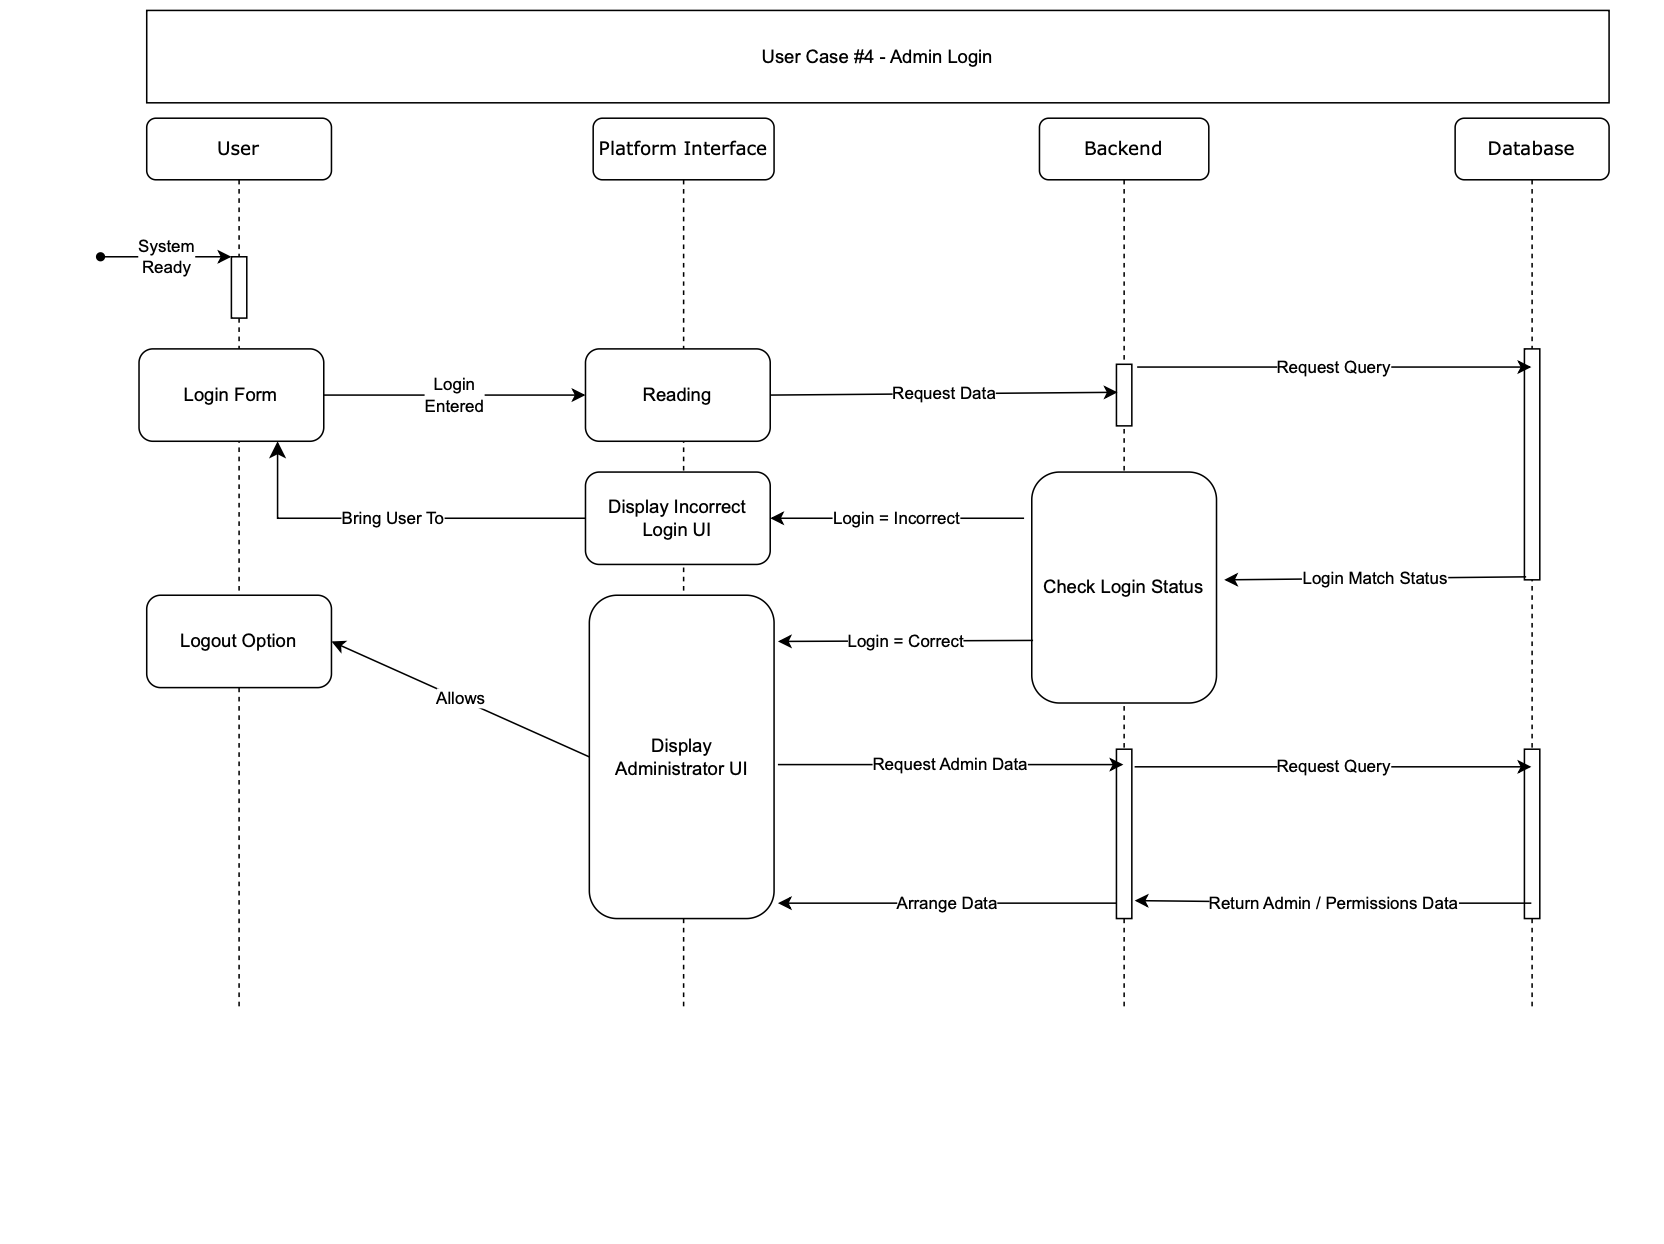 User Case #4 - Admin Login
User
Platform Interface
Backend
Database
System
Ready
Login Form
Login
Entered
Reading
Request Data
Request Query
Bring User To
Display Incorrect
Login UI
Login = Incorrect
Check Login Status
Login Match Status
Logout Option
Login = Correct
Allows
Display
Administrator UI
Request Admin Data
Request Query
Arrange Data
Return Admin / Permissions Data